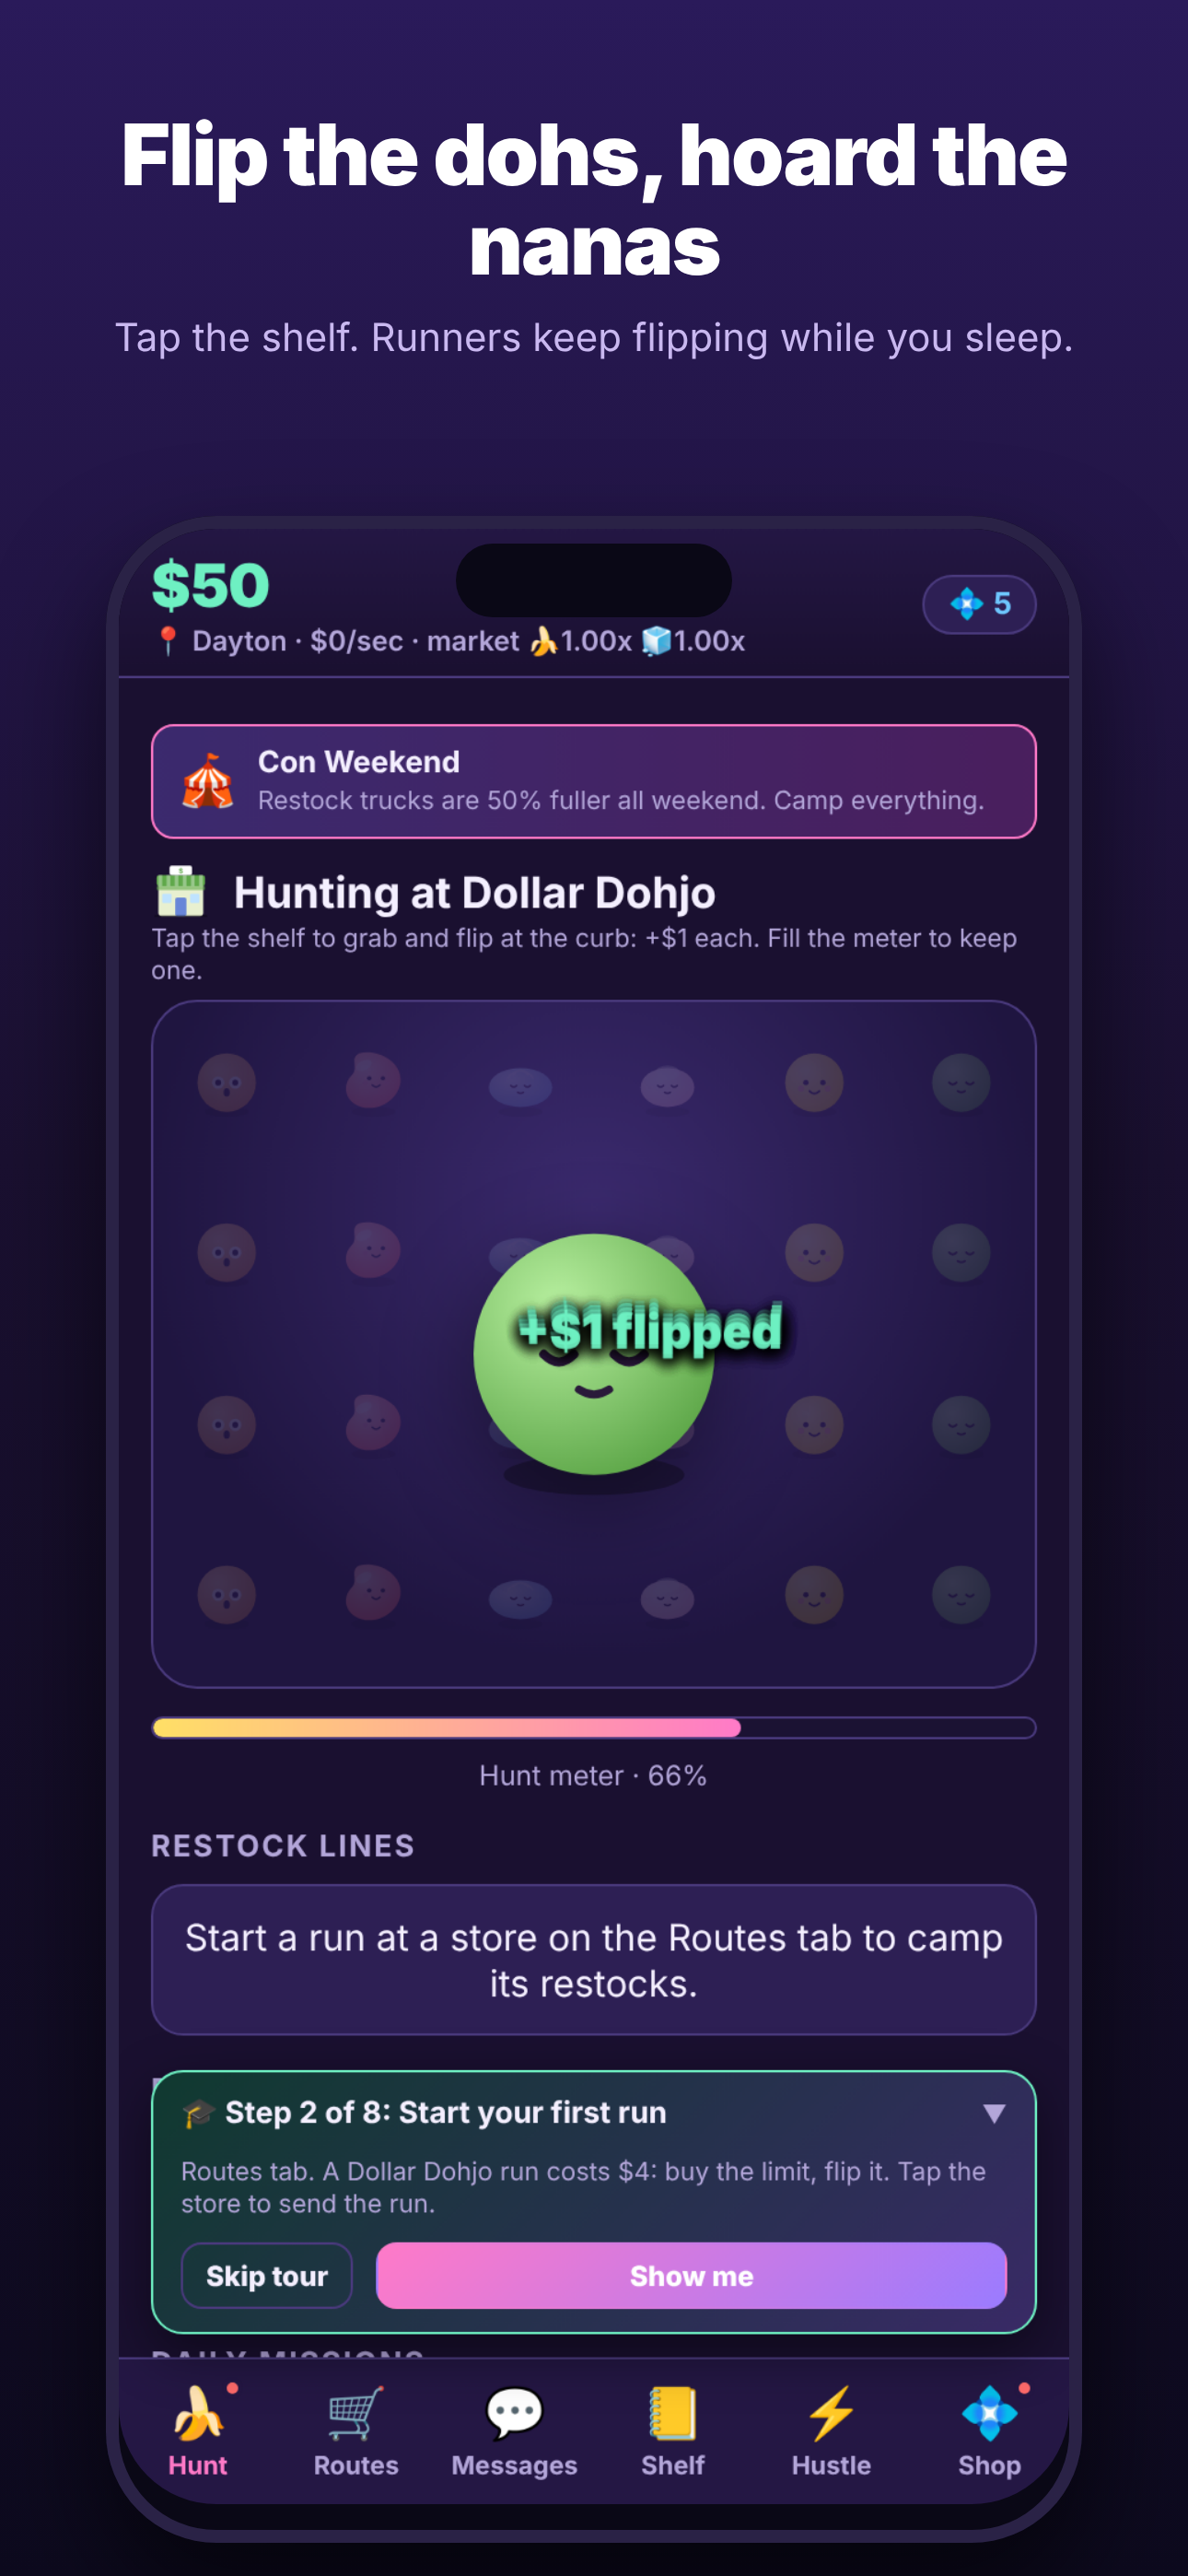 Flip the dohs, hoard the
nanas
Tap the shelf. Runners keep flipping while you sleep.
$50
5
Dayton · $0/sec · market 🍌1.00x 🧊1.00x
Con Weekend
Restock trucks are 50% fuller all weekend. Camp everything.
Hunting at Dollar Dohjo
Tap the shelf to grab and flip at the curb: +$1 each. Fill the meter to keep
one.
+$1 flipped
Hunt meter · 66%
RESTOCK LINES
Start a run at a store on the Routes tab to camp
its restocks.
Step 2 of 8: Start your first run
Routes tab. A Dollar Dohjo run costs $4: buy the limit, flip it. Tap the
store to send the run.
Skip tour
Show me
DAILY MISSIONS
Hunt
Routes
Messages
Shelf
Hustle
Shop